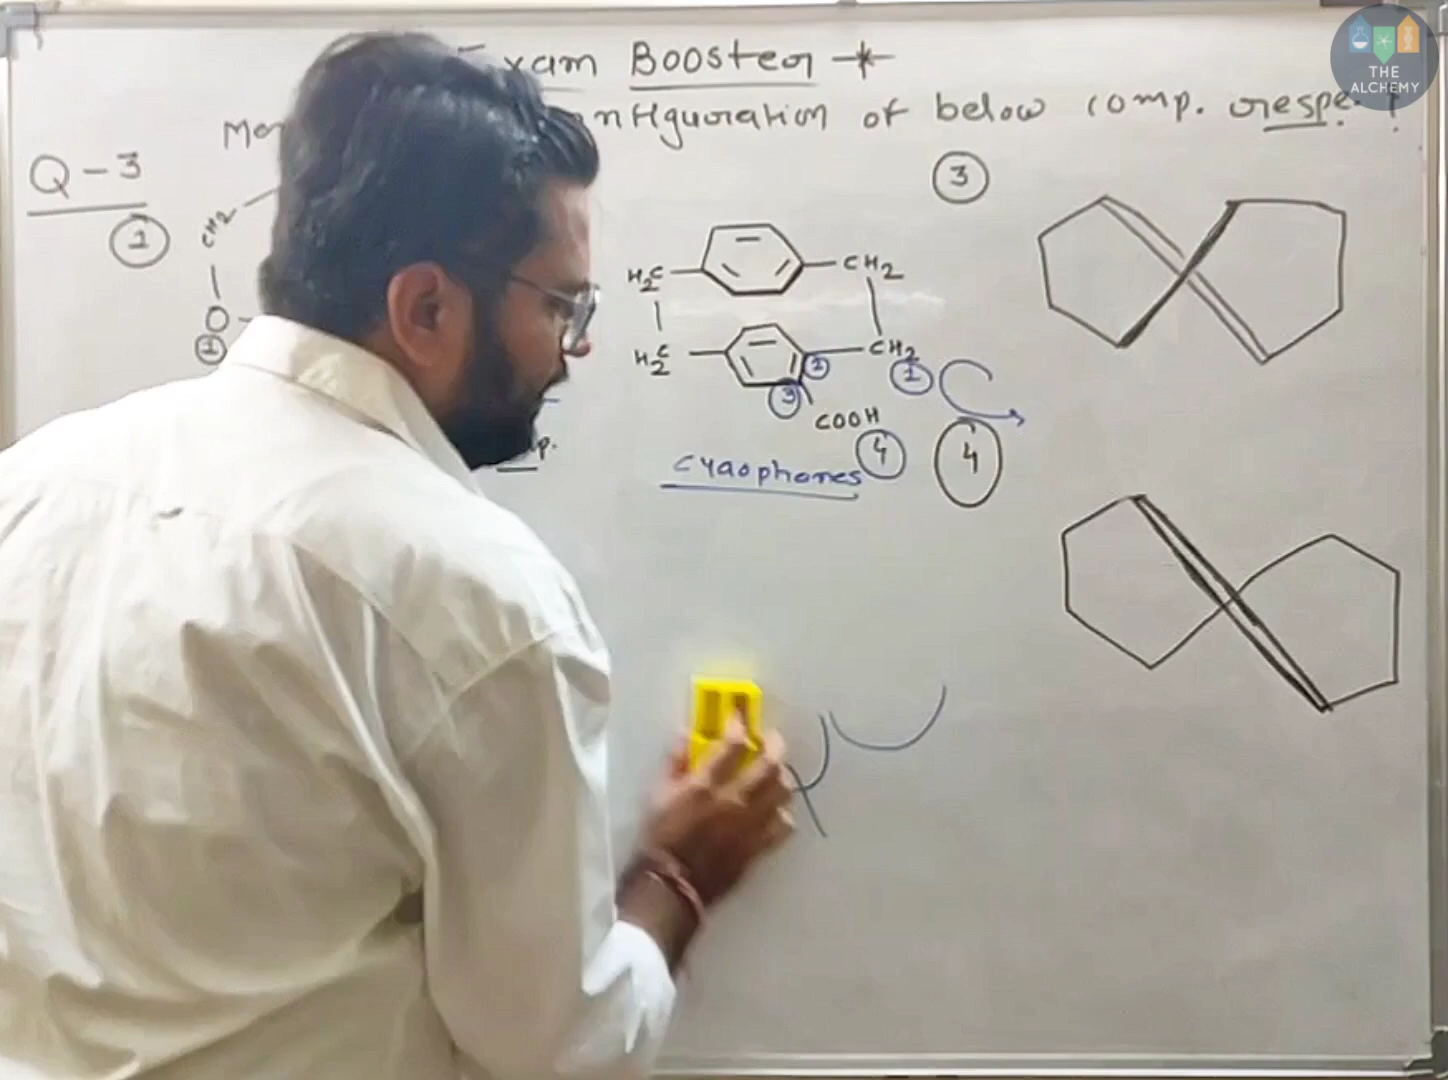 Exam Booster
configuration of below comp. respe. ?
Q-3
1
3
CH2
O
1
H2C
CH2
H2C
CH2
2
1
3
COOH
4
4
Cyaophanes
THE
ALCHEMY